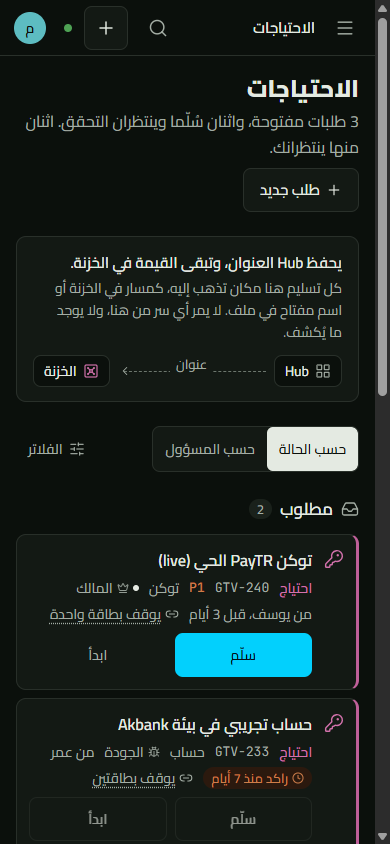 الاحتياجات
م
الاحتياجات
3 طلبات مفتوحة، واثنان سُلّما وينتظران التحقق. اثنان
منها ينتظرانك.
طلب جديد
يحفظ Hub العنوان، وتبقى القيمة في الخزنة.
كل تسليم هنا مكان تذهب إليه، كمسار في الخزنة أو
اسم مفتاح في ملف. لا يمر أي سر من هنا، ولا يوجد
ما يُكشف.
Hub
عنوان
الخزنة
حسب الحالة
حسب المسؤول
الفلاتر
مطلوب 2
توكن PayTR الحي (live)
احتياج GTV-240 P1 توكن المالك
من يوسف، قبل 3 أيام يوقف بطاقة واحدة
سلّم
ابدأ
حساب تجريبي في بيئة Akbank
احتياج GTV-233 حساب الجودة من عمر
راكد منذ 7 أيام يوقف بطاقتين
سلّم
ابدأ